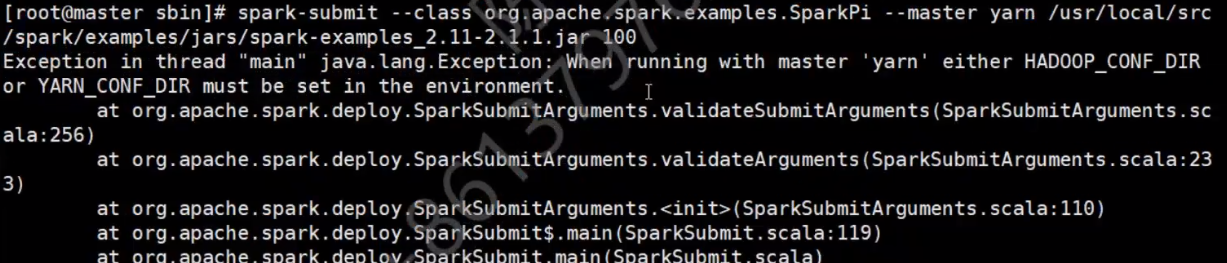 [root@master sbin]# spark-submit --class org.apache.spark.examples.SparkPi --master yarn /usr/local/src
/spark/examples/jars/spark-examples_2.11-2.1.1.jar 100
Exception in thread "main" java.lang.Exception: When running with master 'yarn' either HADOOP_CONF_DIR
or YARN_CONF_DIR must be set in the environment.
        at org.apache.spark.deploy.SparkSubmitArguments.validateSubmitArguments(SparkSubmitArguments.sc
ala:256)
        at org.apache.spark.deploy.SparkSubmitArguments.validateArguments(SparkSubmitArguments.scala:23
3)
        at org.apache.spark.deploy.SparkSubmitArguments.<init>(SparkSubmitArguments.scala:110)
        at org.apache.spark.deploy.SparkSubmit$.main(SparkSubmit.scala:119)
        at org.apache.spark.deploy.SparkSubmit.main(SparkSubmit.scala)